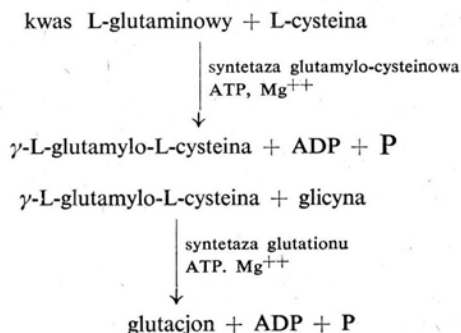 kwas L-glutaminowy + L-cysteina
syntetaza glutamylo-cysteinowa
ATP, Mg++
γ-L-glutamylo-L-cysteina + ADP + P
γ-L-glutamylo-L-cysteina + glicyna
syntetaza glutationu
ATP. Mg++
glutacjon + ADP + P